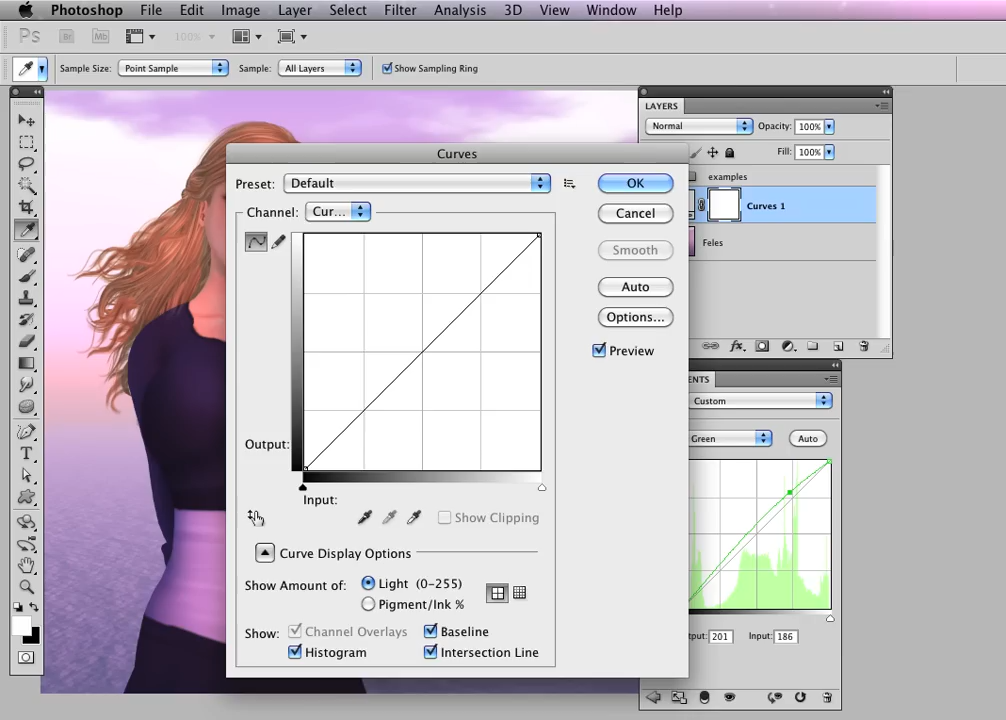 Photoshop File Edit Image Layer Select Filter Analysis 3D View Window Help
Ps Br Mb 100%
Sample Size: Point Sample Sample: All Layers Show Sampling Ring
LAYERS
Normal Opacity: 100%
Fill: 100%
examples
Curves 1
Feles
Curves
Preset: Default OK
Channel: Cur... Cancel
Smooth
Auto
Options...
Preview
Output:
Input:
Show Clipping
Curve Display Options
Show Amount of: Light (0-255)
Pigment/Ink %
Show: Channel Overlays Baseline
Histogram Intersection Line
ENTS
Custom
Green Auto
tput: 201 Input: 186
T
fx